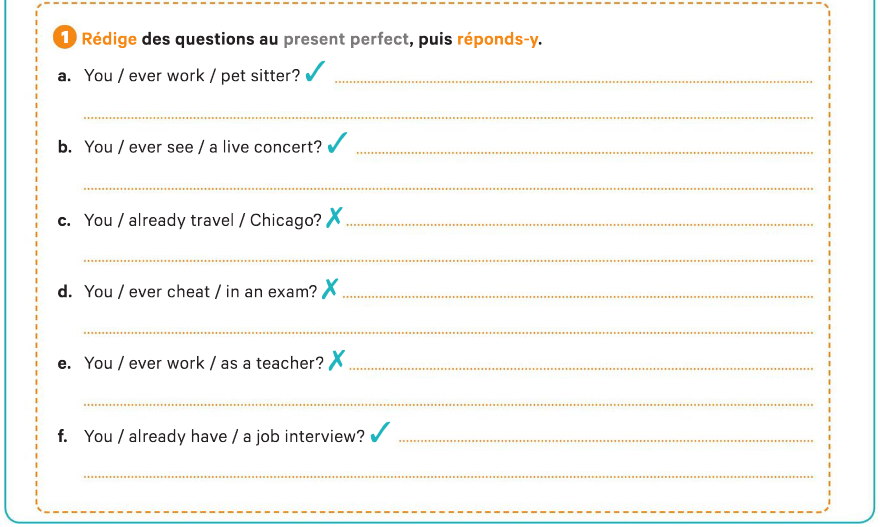 1 Rédige des questions au present perfect, puis réponds-y.
a. You / ever work / pet sitter? ✓
b. You / ever see / a live concert? ✓
c. You / already travel / Chicago? ✗
d. You / ever cheat / in an exam? ✗
e. You / ever work / as a teacher? ✗
f. You / already have / a job interview? ✓